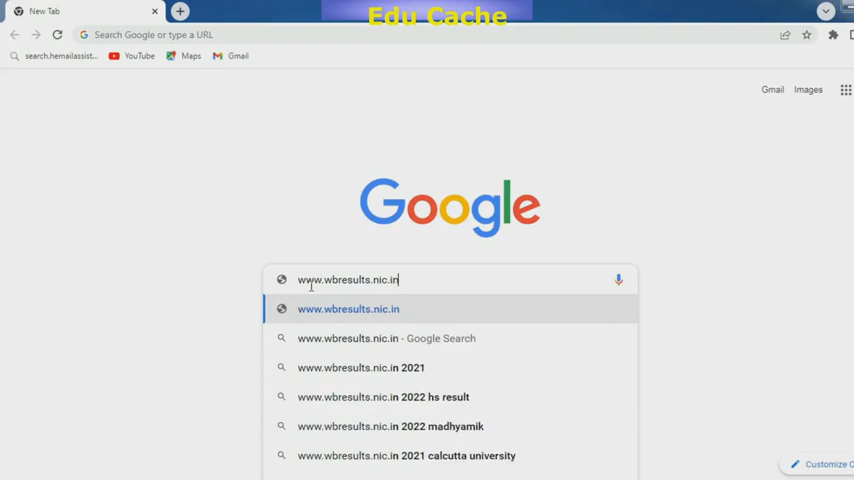 Edu Cache
New Tab
Search Google or type a URL
search.hemailassist...
YouTube
Maps
Gmail
Gmail
Images
Google
www.wbresults.nic.in
www.wbresults.nic.in
www.wbresults.nic.in - Google Search
www.wbresults.nic.in 2021
www.wbresults.nic.in 2022 hs result
www.wbresults.nic.in 2022 madhyamik
www.wbresults.nic.in 2021 calcutta university
Customize C